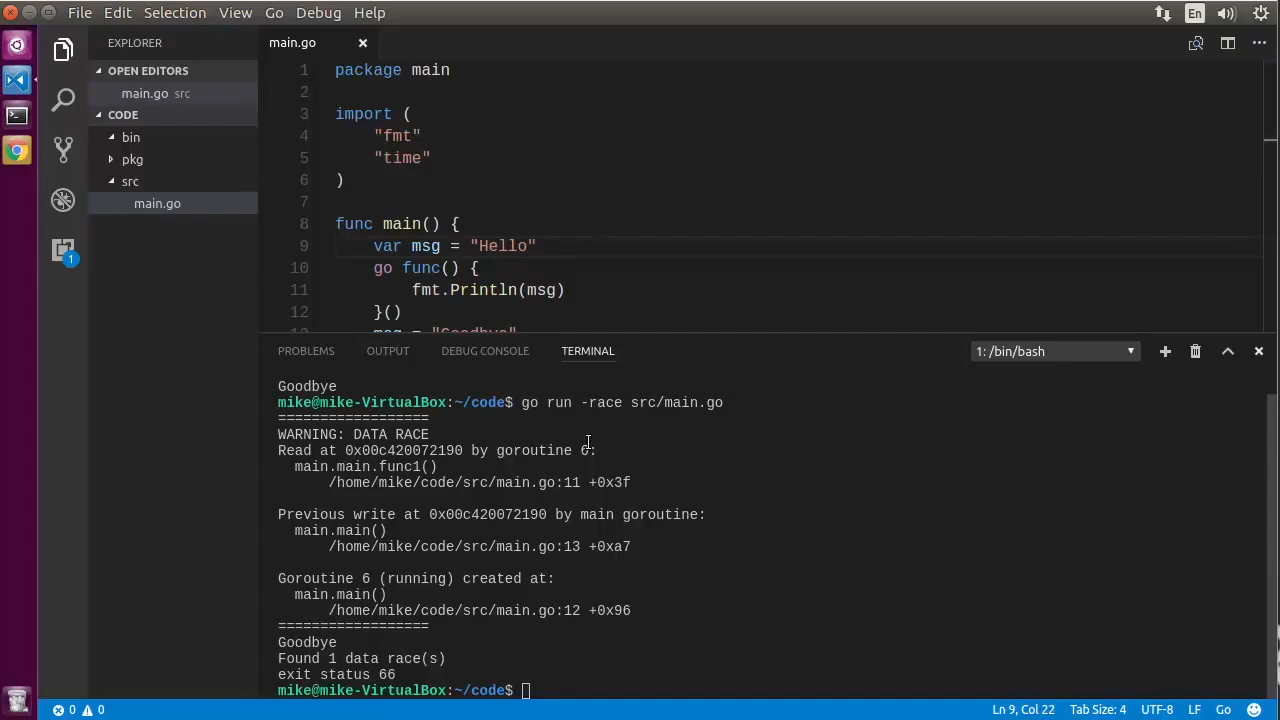 File Edit Selection View Go Debug Help
En
EXPLORER
OPEN EDITORS
main.go src
CODE
bin
pkg
src
main.go
1
main.go
1 package main
2
3 import (
4 "fmt"
5 "time"
6 )
7
8 func main() {
9 var msg = "Hello"
10 go func() {
11 fmt.Println(msg)
12 }()
13 msg = "Goodbye"
PROBLEMS OUTPUT DEBUG CONSOLE TERMINAL 1: /bin/bash
Goodbye
mike@mike-VirtualBox:~/code$ go run -race src/main.go
==================
WARNING: DATA RACE
Read at 0x00c420072190 by goroutine 6:
main.main.func1()
/home/mike/code/src/main.go:11 +0x3f
Previous write at 0x00c420072190 by main goroutine:
main.main()
/home/mike/code/src/main.go:13 +0xa7
Goroutine 6 (running) created at:
main.main()
/home/mike/code/src/main.go:12 +0x96
==================
Goodbye
Found 1 data race(s)
exit status 66
mike@mike-VirtualBox:~/code$
0 0 Ln 9, Col 22 Tab Size: 4 UTF-8 LF Go